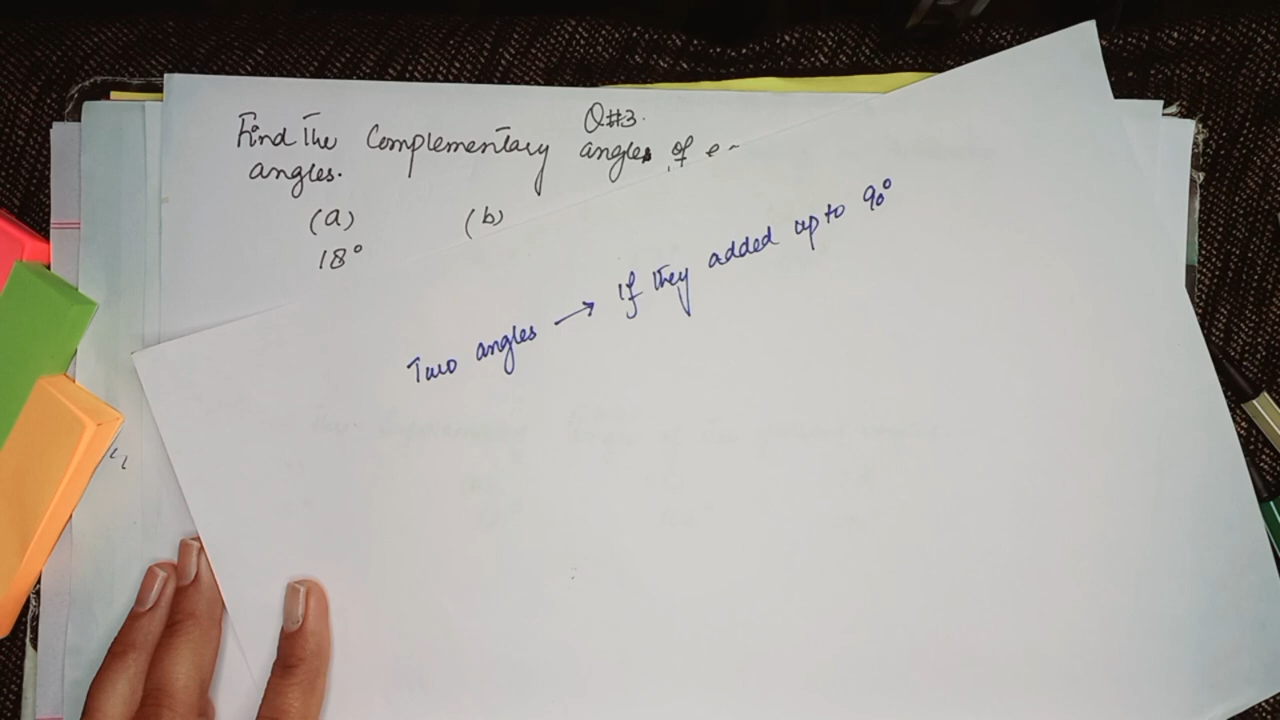 Q#3.
Find The Complementary angles of
angles.
(a) (b)
18°
Two angles → if they added up to 90°